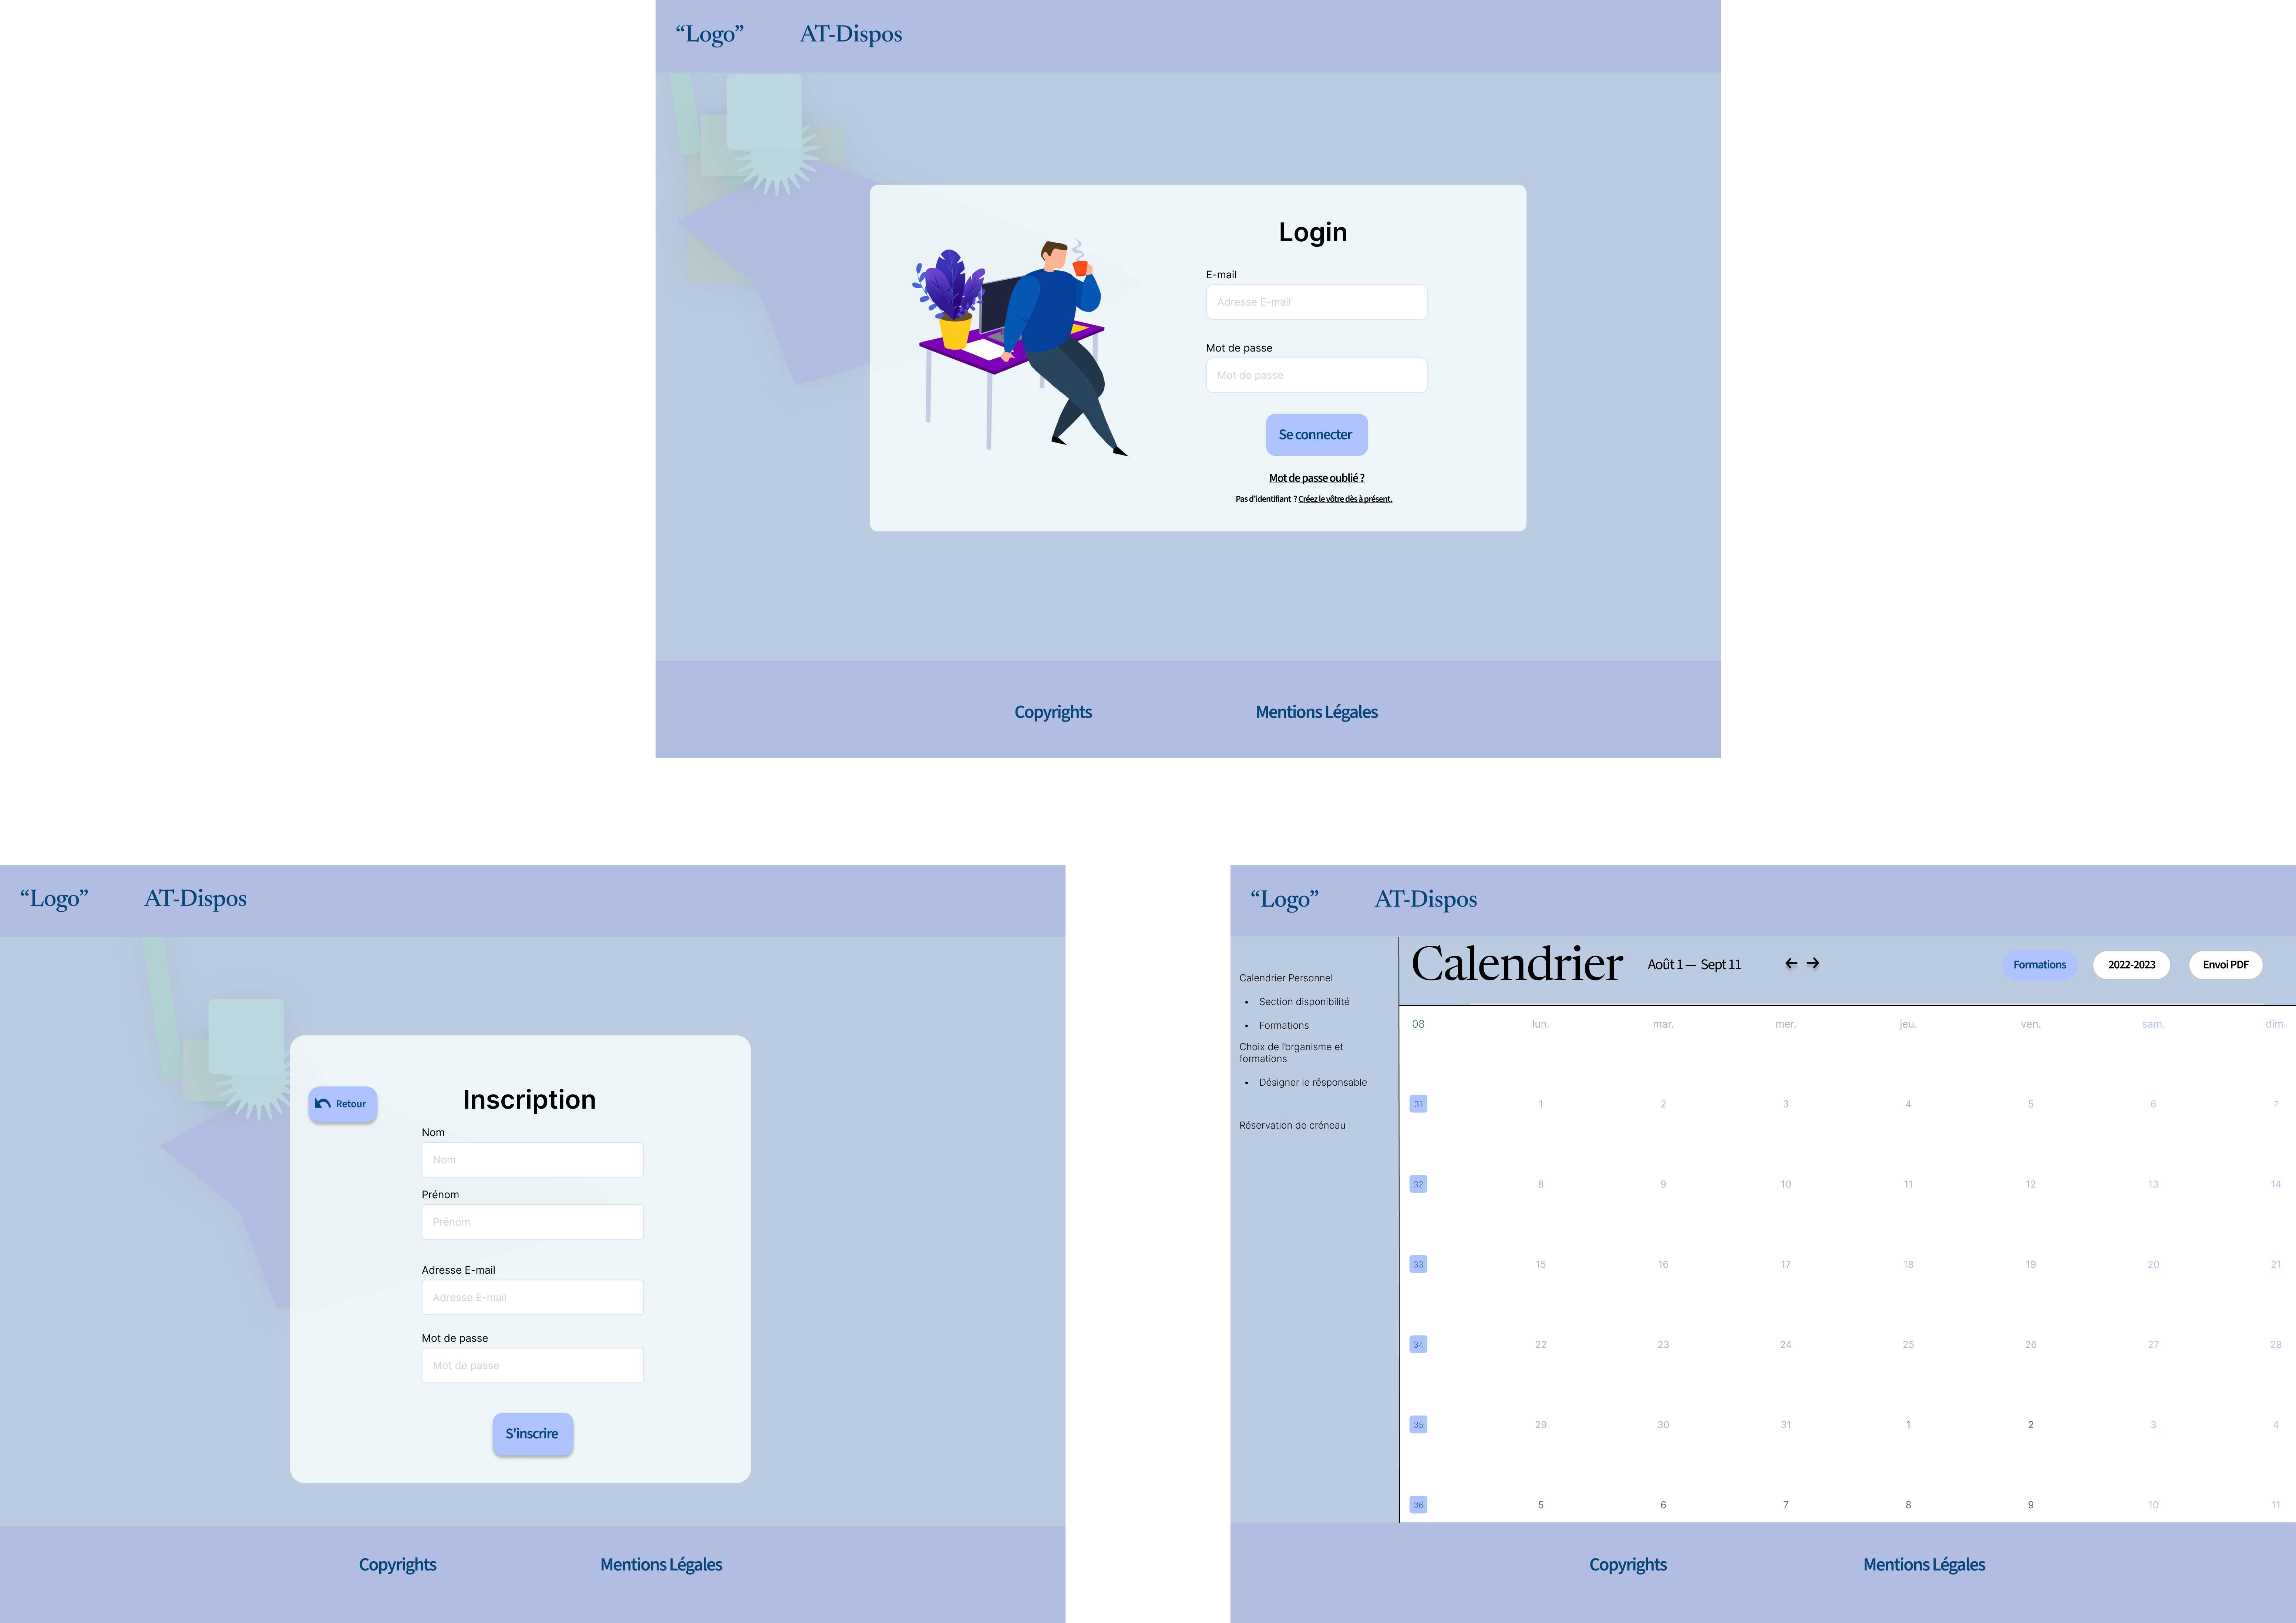 “Logo” AT-Dispos
Login
E-mail
Adresse E-mail
Mot de passe
Mot de passe
Se connecter
Mot de passe oublié ?
Pas d'identifiant ? Créez le vôtre dès à présent.
Copyrights Mentions Légales
“Logo” AT-Dispos
Retour
Inscription
Nom
Nom
Prénom
Prénom
Adresse E-mail
Adresse E-mail
Mot de passe
Mot de passe
S'inscrire
Copyrights Mentions Légales
“Logo” AT-Dispos
Calendrier Personnel
• Section disponibilité
• Formations
Choix de l'organisme et
formations
• Désigner le résponsable
Réservation de créneau
Calendrier Août 1 — Sept 11 ← → Formations 2022-2023 Envoi PDF
08 lun. mar. mer. jeu. ven. sam. dim.
31 1 2 3 4 5 6 7
32 8 9 10 11 12 13 14
33 15 16 17 18 19 20 21
34 22 23 24 25 26 27 28
35 29 30 31 1 2 3 4
36 5 6 7 8 9 10 11
Copyrights Mentions Légales